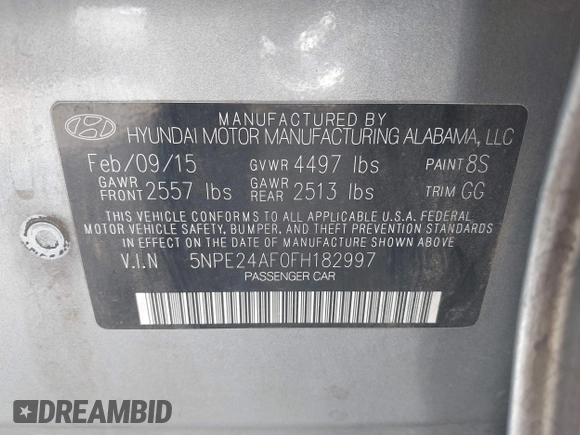 MANUFACTURED BY
HYUNDAI MOTOR MANUFACTURING ALABAMA, LLC
Feb/09/15 GVWR 4497 lbs PAINT 8S
GAWR FRONT 2557 lbs GAWR REAR 2513 lbs TRIM GG
THIS VEHICLE CONFORMS TO ALL APPLICABLE U.S.A. FEDERAL
MOTOR VEHICLE SAFETY, BUMPER, AND THEFT PREVENTION STANDARDS
IN EFFECT ON THE DATE OF MANUFACTURE SHOWN ABOVE
V.I.N 5NPE24AF0FH182997
PASSENGER CAR
DREAMBID